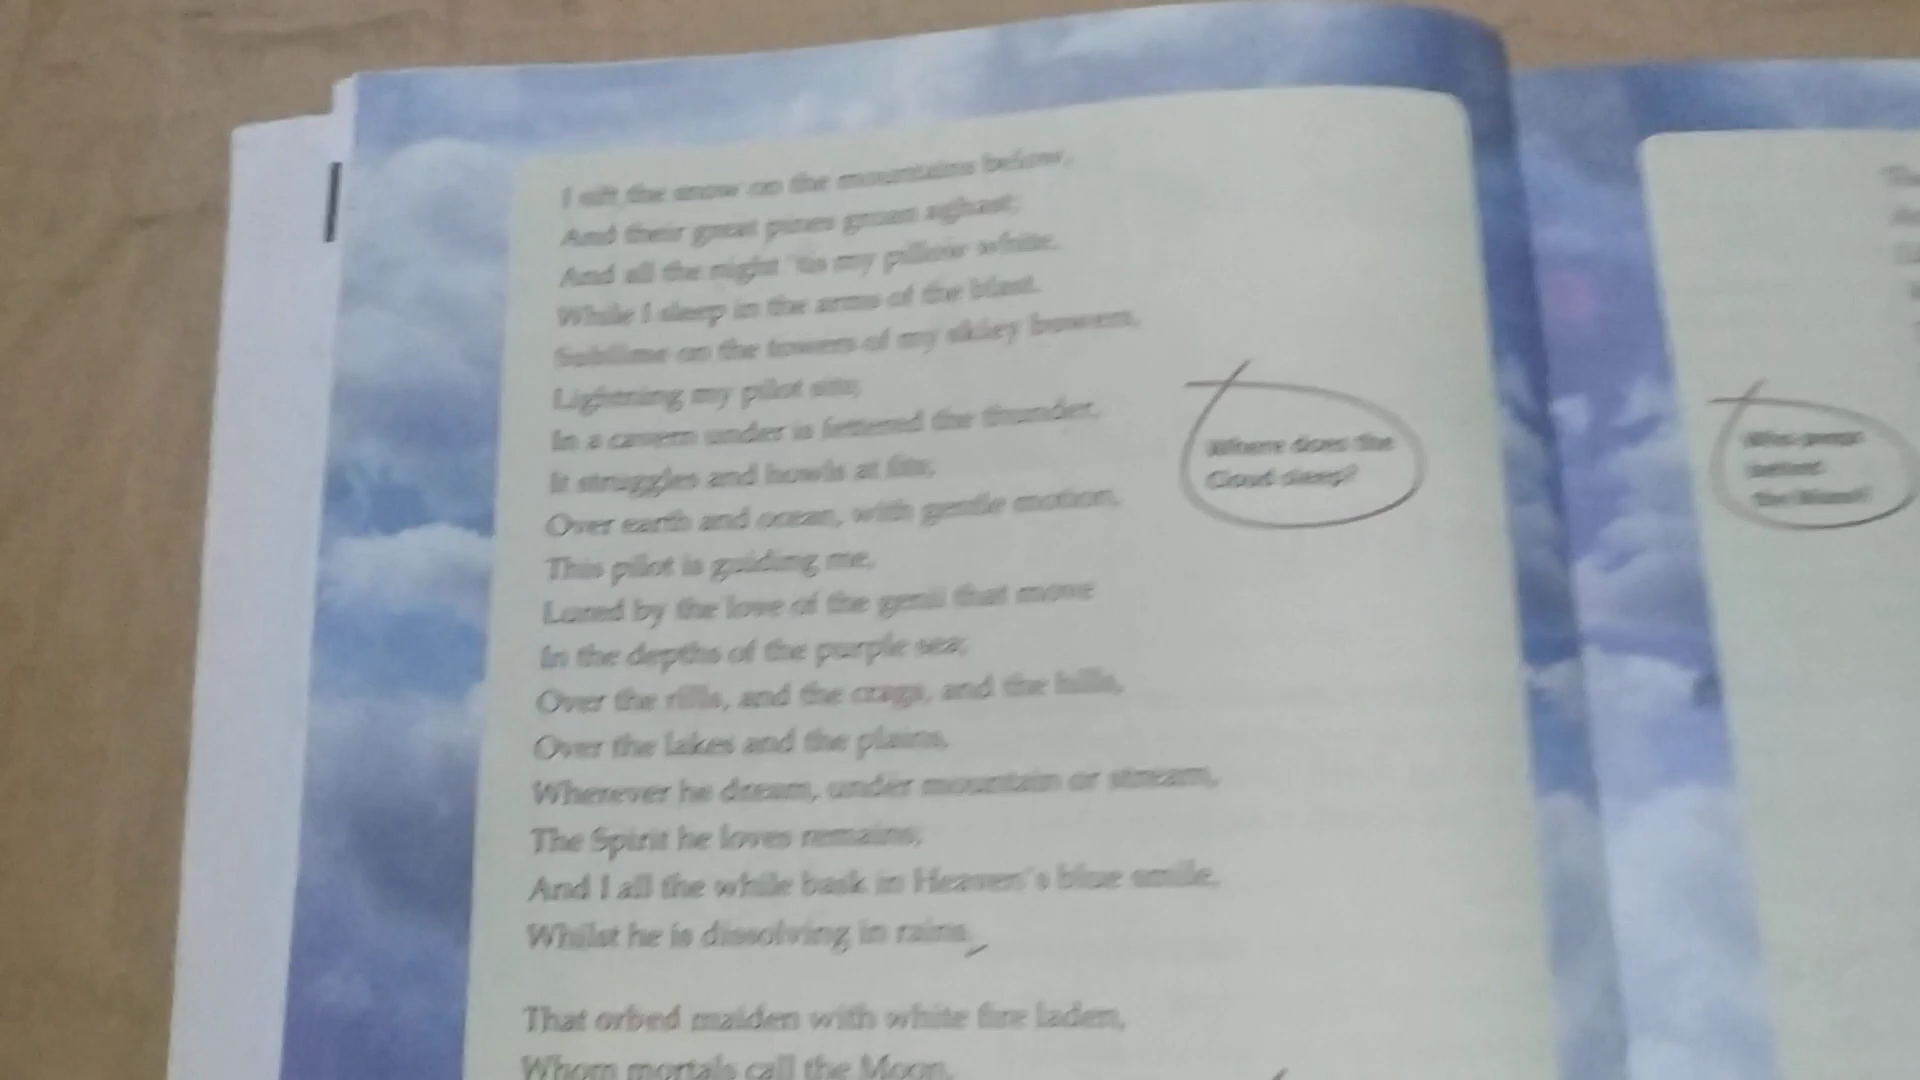 I sift the snow on the mountains below,
And their great pines groan aghast;
And all the night 'tis my pillow white,
While I sleep in the arms of the blast.
Sublime on the towers of my skiey bowers,
Lightning my pilot sits;
In a cavern under is fettered the thunder,
It struggles and howls at fits;
Over earth and ocean, with gentle motion,
This pilot is guiding me,
Lured by the love of the genii that move
In the depths of the purple sea;
Over the rills, and the crags, and the hills,
Over the lakes and the plains,
Wherever he dream, under mountain or stream,
The Spirit he loves remains;
And I all the while bask in Heaven's blue smile,
Whilst he is dissolving in rains.
That orbed maiden with white fire laden,
Whom mortals call the Moon,
Where does the
Cloud sleep?